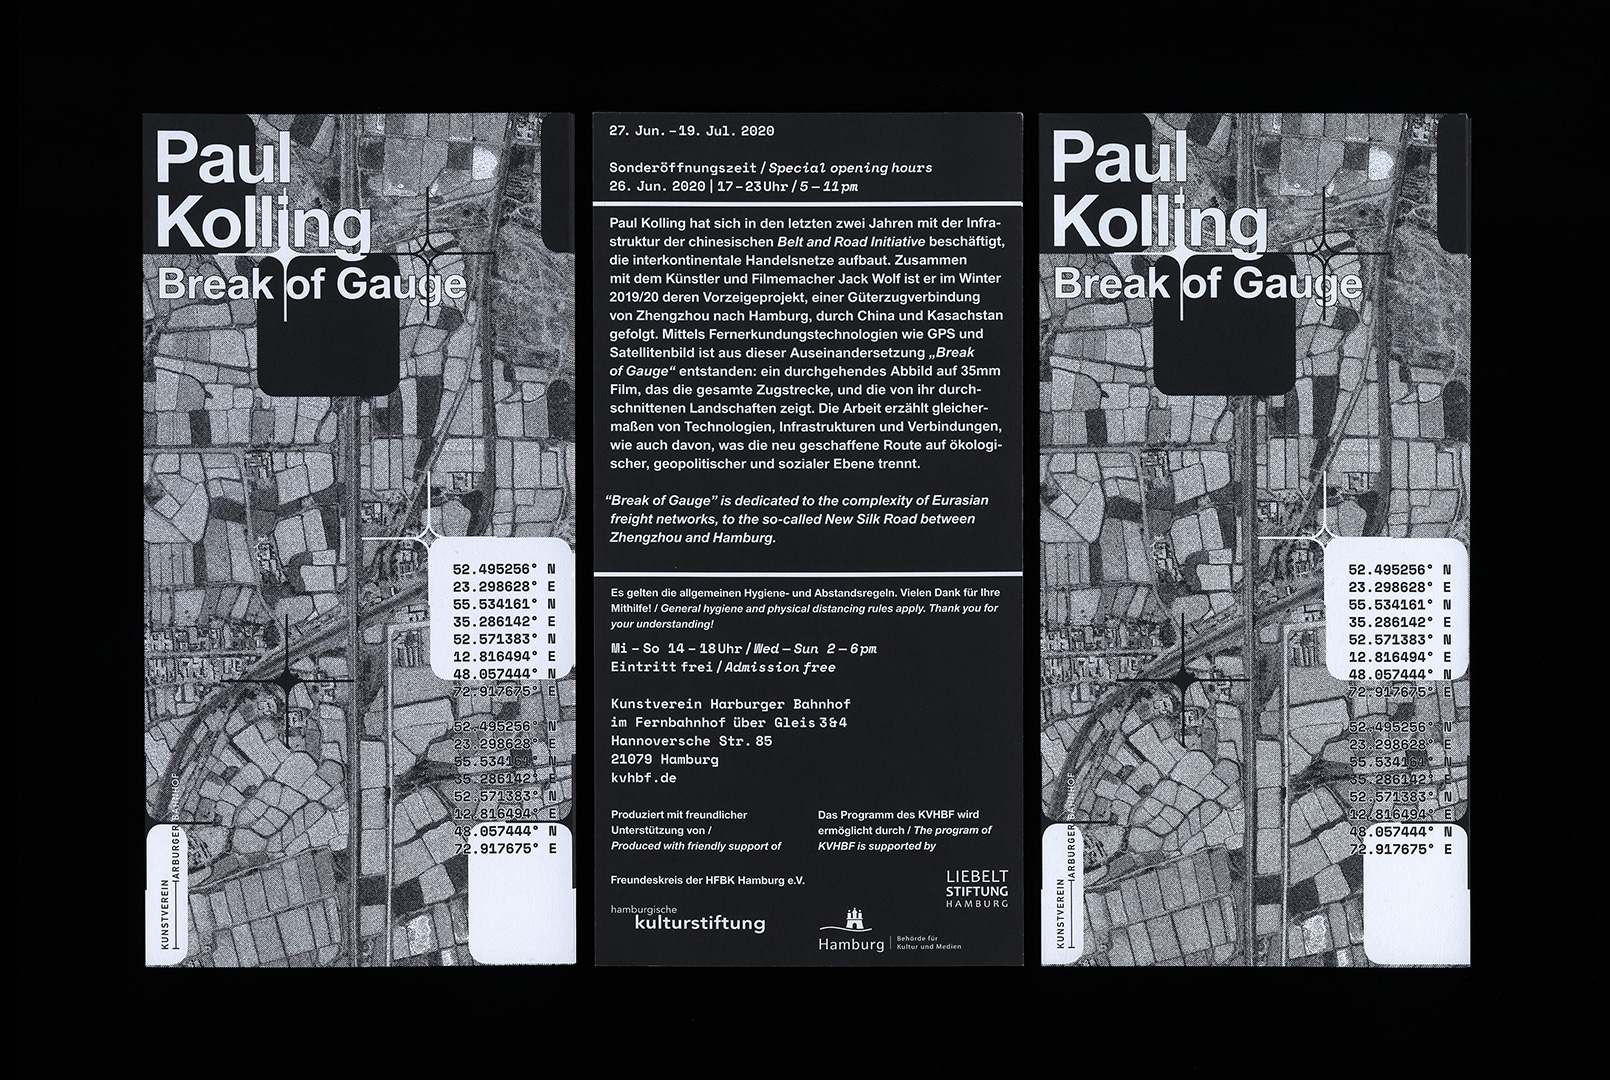 Paul
Kolling
Break of Gauge
52.495256° N
23.298628° E
55.534161° N
35.286142° E
52.571383° N
12.816494° E
48.057444° N
72.917675° E
52.495256° N
23.298628° E
55.534161° N
35.286142° E
52.571383° N
12.816494° E
48.057444° N
72.917675° E
KUNSTVEREIN
HARBURGER BAHNHOF
27. Jun. – 19. Jul. 2020
Sonderöffnungszeit / Special opening hours
26. Jun. 2020 | 17 – 23 Uhr / 5 – 11 pm
Paul Kolling hat sich in den letzten zwei Jahren mit der Infra-
struktur der chinesischen Belt and Road Initiative beschäftigt,
die interkontinentale Handelsnetze aufbaut. Zusammen
mit dem Künstler und Filmemacher Jack Wolf ist er im Winter
2019/20 deren Vorzeigeprojekt, einer Güterzugverbindung
von Zhengzhou nach Hamburg, durch China und Kasachstan
gefolgt. Mittels Fernerkundungstechnologien wie GPS und
Satellitenbild ist aus dieser Auseinandersetzung „Break
of Gauge“ entstanden: ein durchgehendes Abbild auf 35mm
Film, das die gesamte Zugstrecke, und die von ihr durch-
schnittenen Landschaften zeigt. Die Arbeit erzählt gleicher-
maßen von Technologien, Infrastrukturen und Verbindungen,
wie auch davon, was die neu geschaffene Route auf ökologi-
scher, geopolitischer und sozialer Ebene trennt.
“Break of Gauge” is dedicated to the complexity of Eurasian
freight networks, to the so-called New Silk Road between
Zhengzhou and Hamburg.
Es gelten die allgemeinen Hygiene- und Abstandsregeln. Vielen Dank für Ihre
Mithilfe! / General hygiene and physical distancing rules apply. Thank you for
your understanding!
Mi – So 14 – 18 Uhr / Wed – Sun 2 – 6 pm
Eintritt frei / Admission free
Kunstverein Harburger Bahnhof
im Fernbahnhof über Gleis 3&4
Hannoversche Str. 85
21079 Hamburg
kvhbf.de
Produziert mit freundlicher
Unterstützung von /
Produced with friendly support of
Freundeskreis der HFBK Hamburg e.V.
hamburgische
kulturstiftung
Das Programm des KVHBF wird
ermöglicht durch / The program of
KVHBF is supported by
LIEBELT
STIFTUNG
HAMBURG
Hamburg
Behörde für
Kultur und Medien
Paul
Kolling
Break of Gauge
52.495256° N
23.298628° E
55.534161° N
35.286142° E
52.571383° N
12.816494° E
48.057444° N
72.917675° E
52.495256° N
23.298628° E
55.534161° N
35.286142° E
52.571383° N
12.816494° E
48.057444° N
72.917675° E
KUNSTVEREIN
HARBURGER BAHNHOF